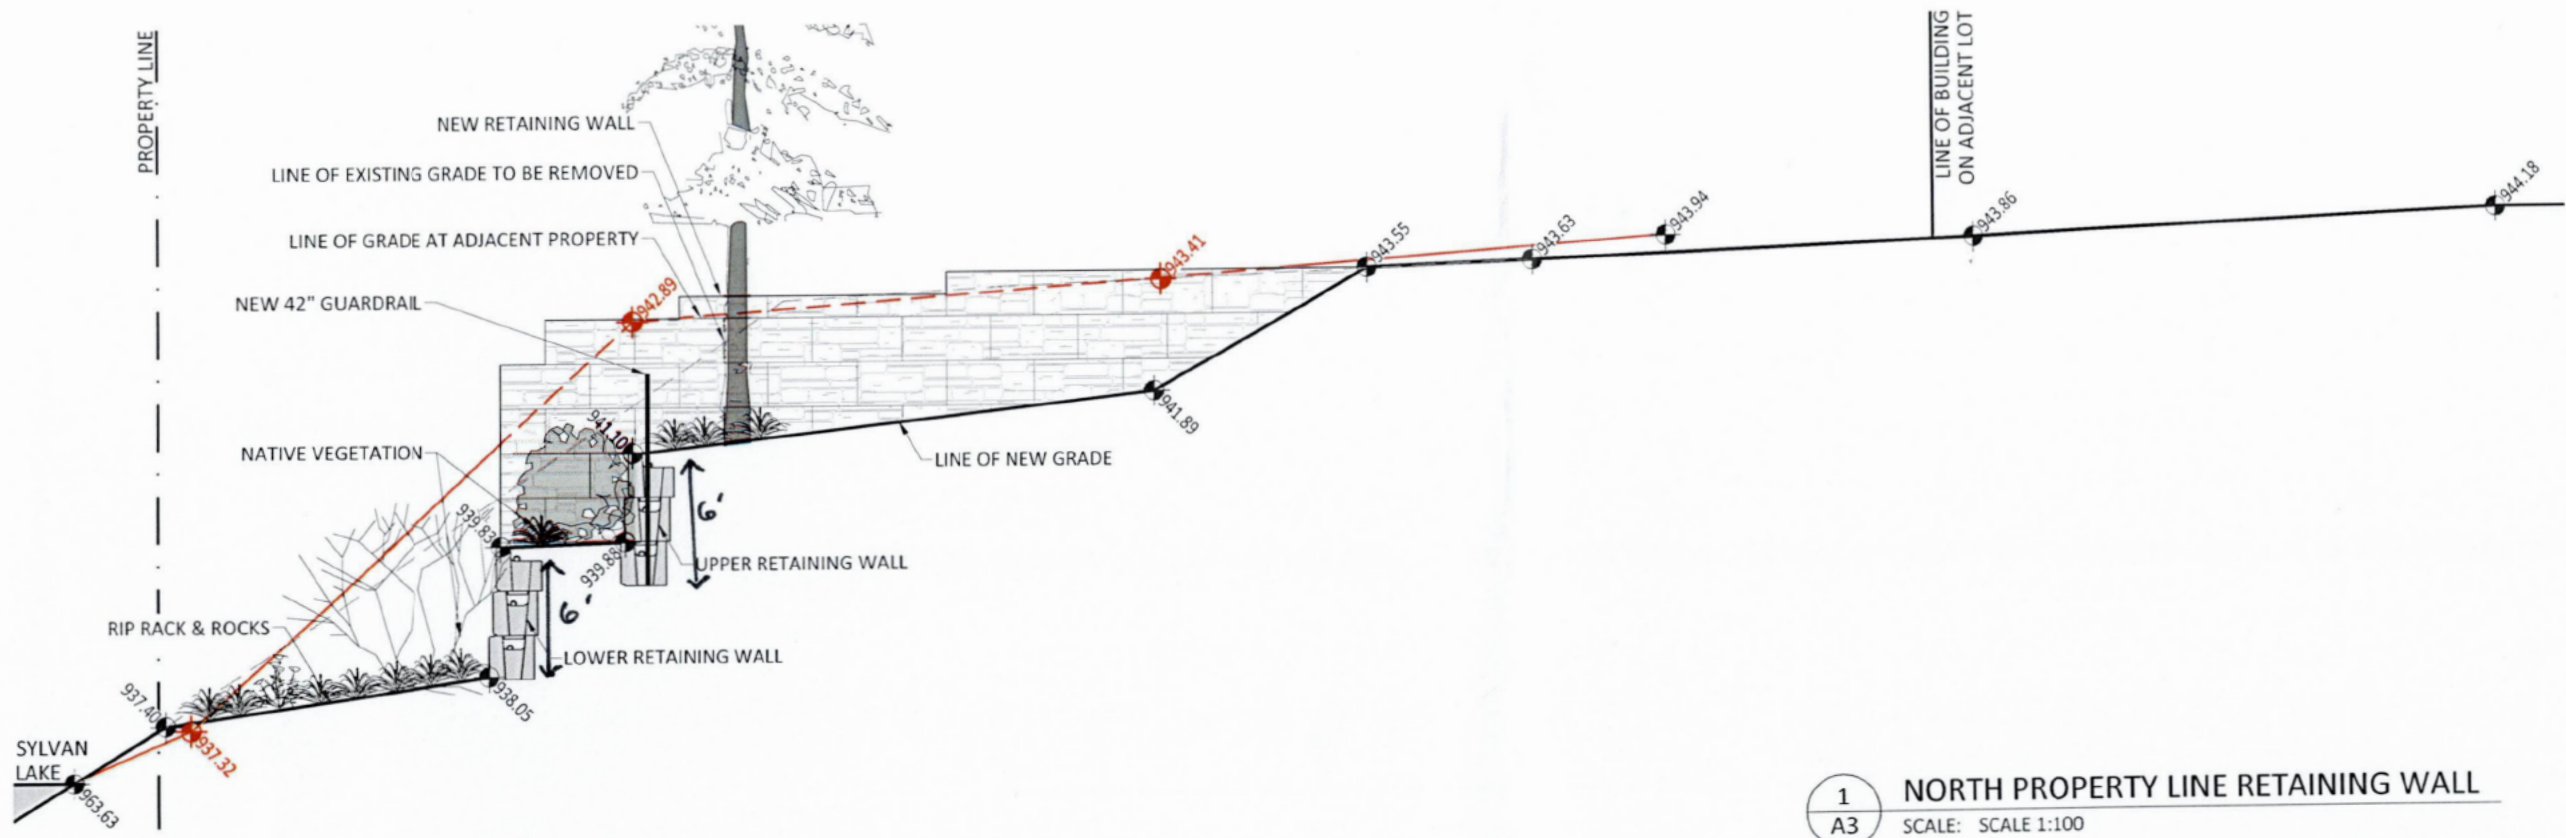 PROPERTY LINE
LINE OF BUILDING
ON ADJACENT LOT
NEW RETAINING WALL
LINE OF EXISTING GRADE TO BE REMOVED
LINE OF GRADE AT ADJACENT PROPERTY
NEW 42" GUARDRAIL
942.89
943.41
943.55
943.63
943.94
943.86
944.18
NATIVE VEGETATION
941.10
941.89
LINE OF NEW GRADE
939.83
939.88
6'
UPPER RETAINING WALL
6'
RIP RACK & ROCKS
LOWER RETAINING WALL
937.40
938.05
937.32
SYLVAN
LAKE
963.63
1
A3
NORTH PROPERTY LINE RETAINING WALL
SCALE: SCALE 1:100